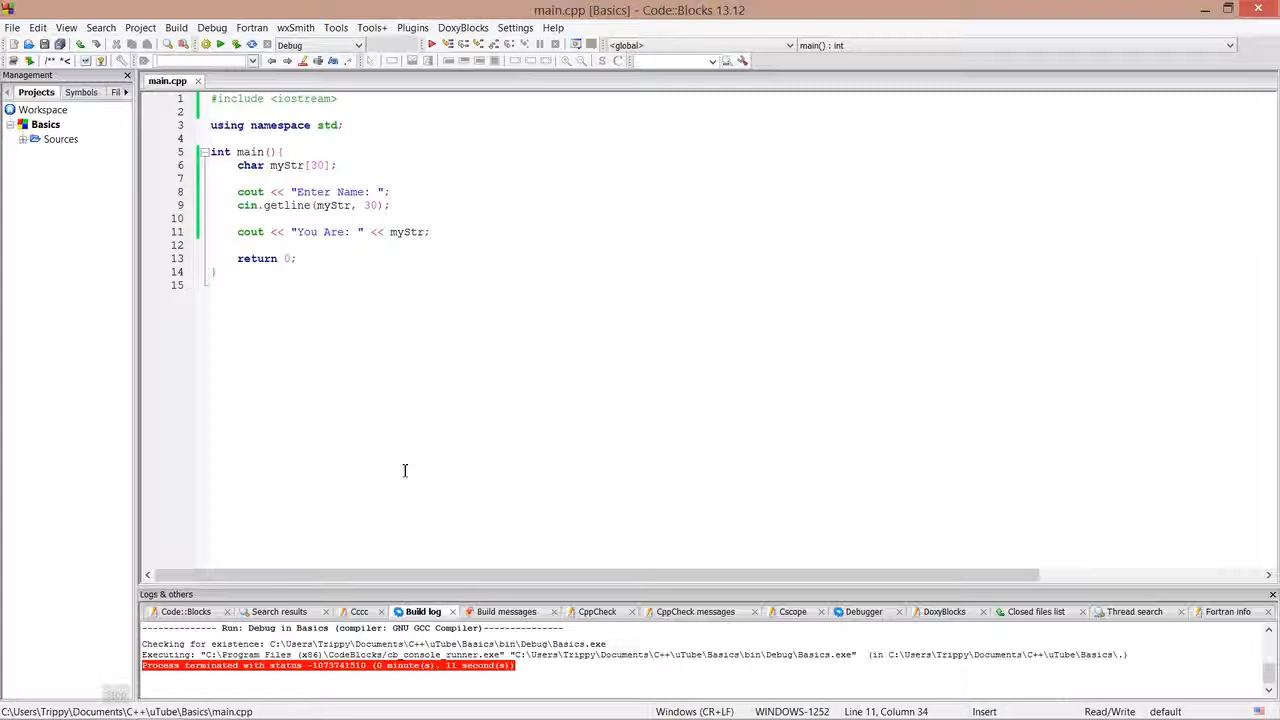 main.cpp [Basics] - Code::Blocks 13.12
File Edit View Search Project Build Debug Fortran wxSmith Tools Tools+ Plugins DoxyBlocks Settings Help
Debug <global> main() : int
/** *<
S C
Management
Projects Symbols Fil
main.cpp
Workspace
Basics
Sources
1 #include <iostream>
2
3 using namespace std;
4
5 int main(){
6 char myStr[30];
7
8 cout << "Enter Name: ";
9 cin.getline(myStr, 30);
10
11 cout << "You Are: " << myStr;
12
13 return 0;
14 }
15
Logs & others
Code::Blocks Search results Cccc Build log Build messages CppCheck CppCheck messages Cscope Debugger DoxyBlocks Closed files list Thread search Fortran info
-------------- Run: Debug in Basics (compiler: GNU GCC Compiler)---------------
Checking for existence: C:\Users\Trippy\Documents\C++\uTube\Basics\bin\Debug\Basics.exe
Executing: "C:\Program Files (x86)\CodeBlocks/cb_console_runner.exe" "C:\Users\Trippy\Documents\C++\uTube\Basics\bin\Debug\Basics.exe" (in C:\Users\Trippy\Documents\C++\uTube\Basics\.)
Process terminated with status -1073741510 (0 minute(s), 11 second(s))
Stop
C:\Users\Trippy\Documents\C++\uTube\Basics\main.cpp Windows (CR+LF) WINDOWS-1252 Line 11, Column 34 Insert Read/Write default